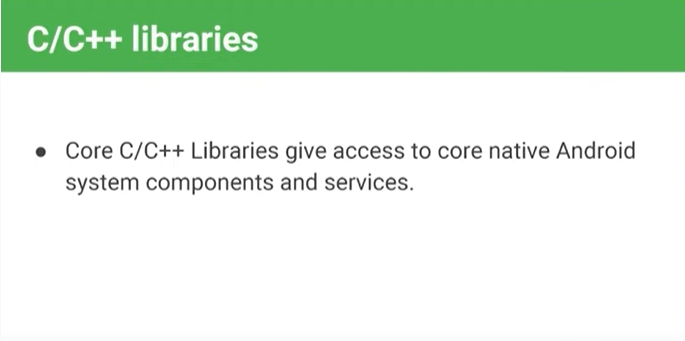 C/C++ libraries
● Core C/C++ Libraries give access to core native Android
system components and services.